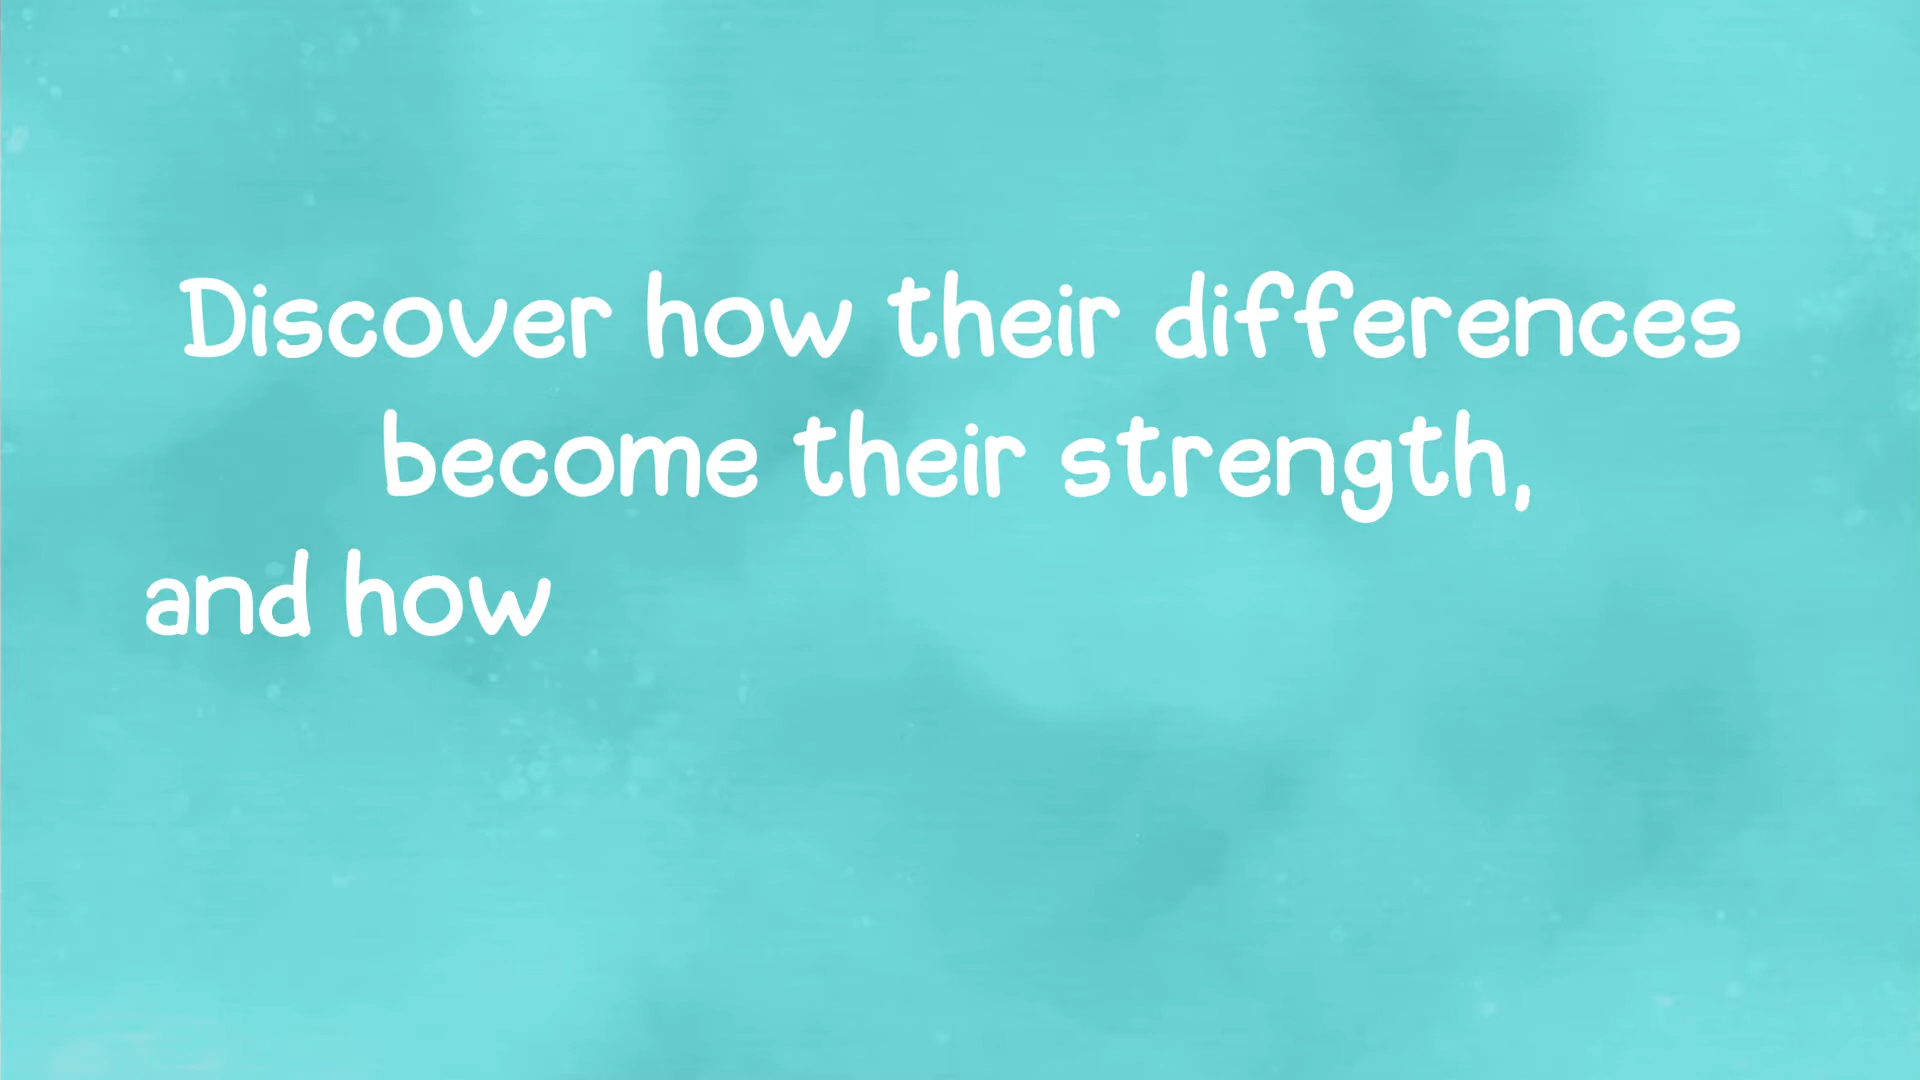 Discover how their differences
become their strength,
and how